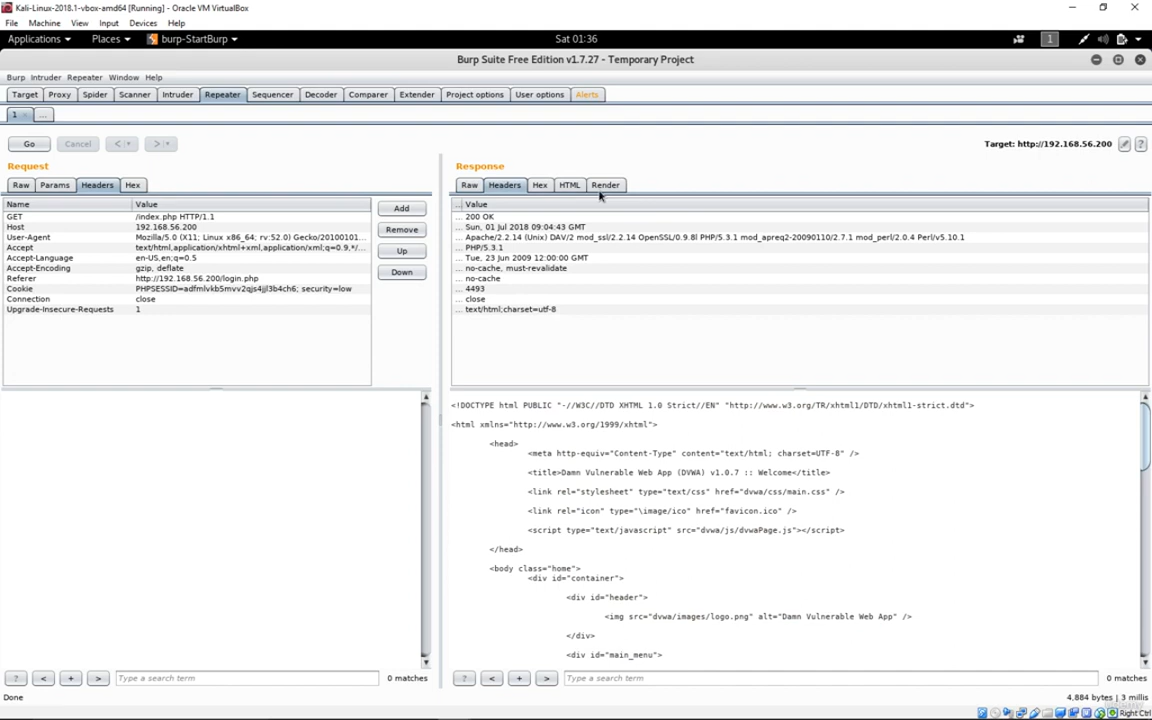 Kali-Linux-2018.1-vbox-amd64 [Running] - Oracle VM VirtualBox
File Machine View Input Devices Help
Applications Places burp-StartBurp Sat 01:36 1
Burp Suite Free Edition v1.7.27 - Temporary Project
Burp Intruder Repeater Window Help
Target Proxy Spider Scanner Intruder Repeater Sequencer Decoder Comparer Extender Project options User options Alerts
1 × ...
Go Cancel < > Target: http://192.168.56.200 ?
Request
Raw Params Headers Hex
Name Value
GET /index.php HTTP/1.1
Host 192.168.56.200
User-Agent Mozilla/5.0 (X11; Linux x86_64; rv:52.0) Gecko/20100101...
Accept text/html,application/xhtml+xml,application/xml;q=0.9,*/...
Accept-Language en-US,en;q=0.5
Accept-Encoding gzip, deflate
Referer http://192.168.56.200/login.php
Cookie PHPSESSID=adfmlvkb5mvv2qjs4jjl3b4ch6; security=low
Connection close
Upgrade-Insecure-Requests 1
Add
Remove
Up
Down
Response
Raw Headers Hex HTML Render
... Value
... 200 OK
... Sun, 01 Jul 2018 09:04:43 GMT
... Apache/2.2.14 (Unix) DAV/2 mod_ssl/2.2.14 OpenSSL/0.9.8l PHP/5.3.1 mod_apreq2-20090110/2.7.1 mod_perl/2.0.4 Perl/v5.10.1
... PHP/5.3.1
... Tue, 23 Jun 2009 12:00:00 GMT
... no-cache, must-revalidate
... no-cache
... 4493
... close
... text/html;charset=utf-8
<!DOCTYPE html PUBLIC "-//W3C//DTD XHTML 1.0 Strict//EN" "http://www.w3.org/TR/xhtml1/DTD/xhtml1-strict.dtd">
<html xmlns="http://www.w3.org/1999/xhtml">
<head>
<meta http-equiv="Content-Type" content="text/html; charset=UTF-8" />
<title>Damn Vulnerable Web App (DVWA) v1.0.7 :: Welcome</title>
<link rel="stylesheet" type="text/css" href="dvwa/css/main.css" />
<link rel="icon" type="\image/ico" href="favicon.ico" />
<script type="text/javascript" src="dvwa/js/dvwaPage.js"></script>
</head>
<body class="home">
<div id="container">
<div id="header">
<img src="dvwa/images/logo.png" alt="Damn Vulnerable Web App" />
</div>
<div id="main_menu">
? < + > Type a search term 0 matches
? < + > Type a search term 0 matches
Done 4,884 bytes | 3 millis
Right Ctrl